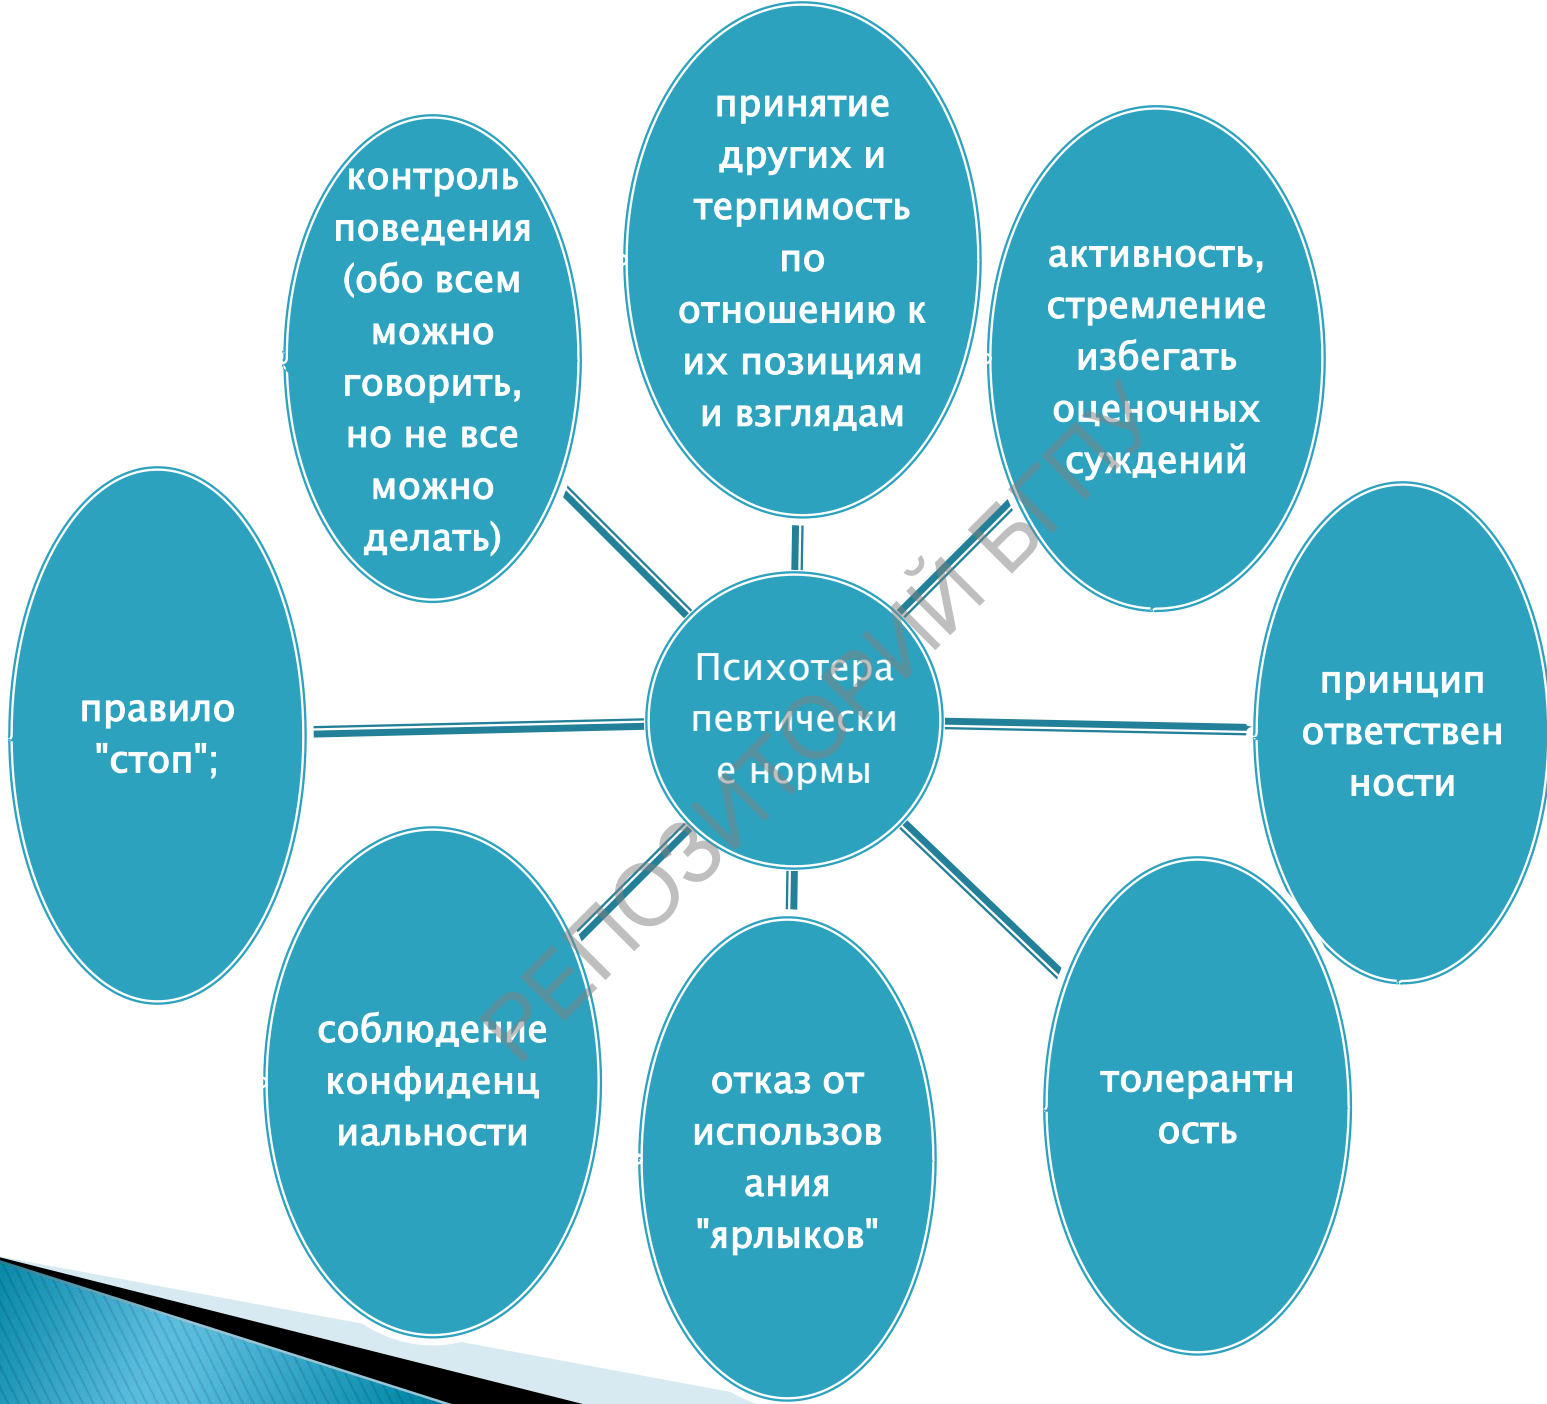 принятие
других и
терпимость
по
отношению к
их позициям
и взглядам
активность,
стремление
избегать
оценочных
суждений
принцип
ответствен
ности
толерантн
ость
отказ от
использов
ания
"ярлыков"
соблюдение
конфиденц
иальности
правило
"стоп";
контроль
поведения
(обо всем
можно
говорить,
но не все
можно
делать)
Психотера
певтически
е нормы
РЕПОЗИТОРИЙ БГПУ